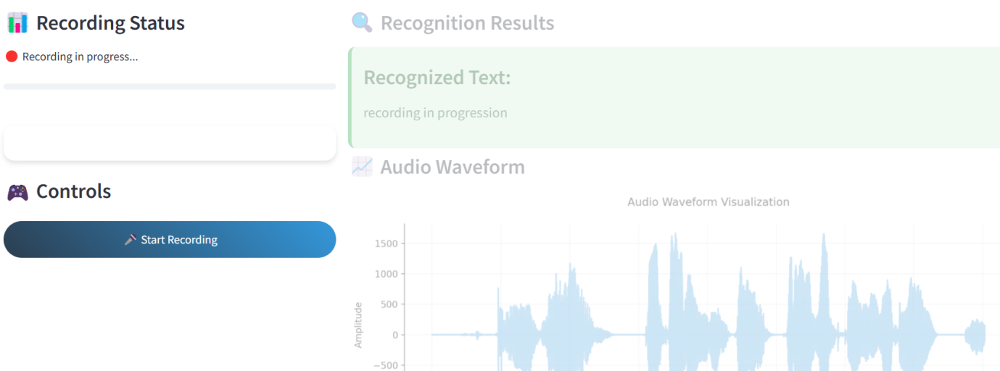 Recording Status
Recording in progress...
Controls
Start Recording
Recognition Results
Recognized Text:
recording in progression
Audio Waveform
Audio Waveform Visualization
1500
1000
500
0
−500
Amplitude